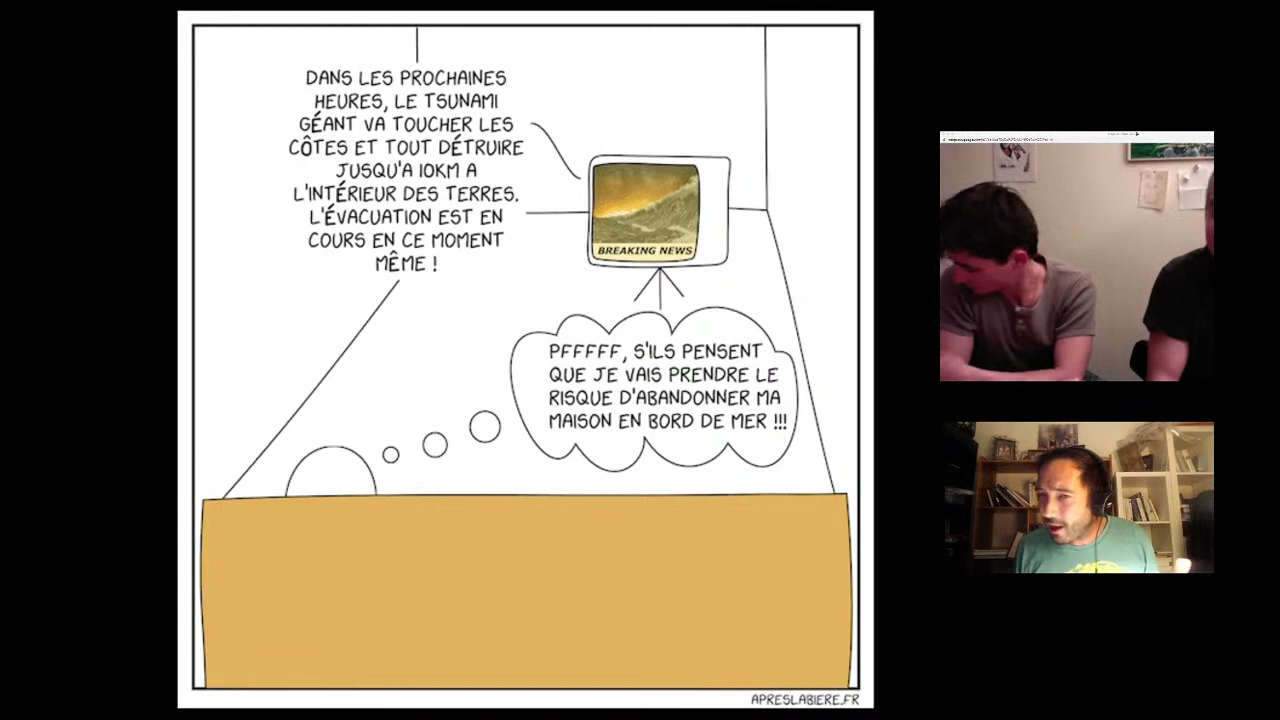 DANS LES PROCHAINES
HEURES, LE TSUNAMI
GÉANT VA TOUCHER LES
CÔTES ET TOUT DÉTRUIRE
JUSQU'A 10KM A
L'INTÉRIEUR DES TERRES.
L'ÉVACUATION EST EN
COURS EN CE MOMENT
MÊME !
BREAKING NEWS
PFFFFF, S'ILS PENSENT
QUE JE VAIS PRENDRE LE
RISQUE D'ABANDONNER MA
MAISON EN BORD DE MER !!!
APRESLABIERE.FR